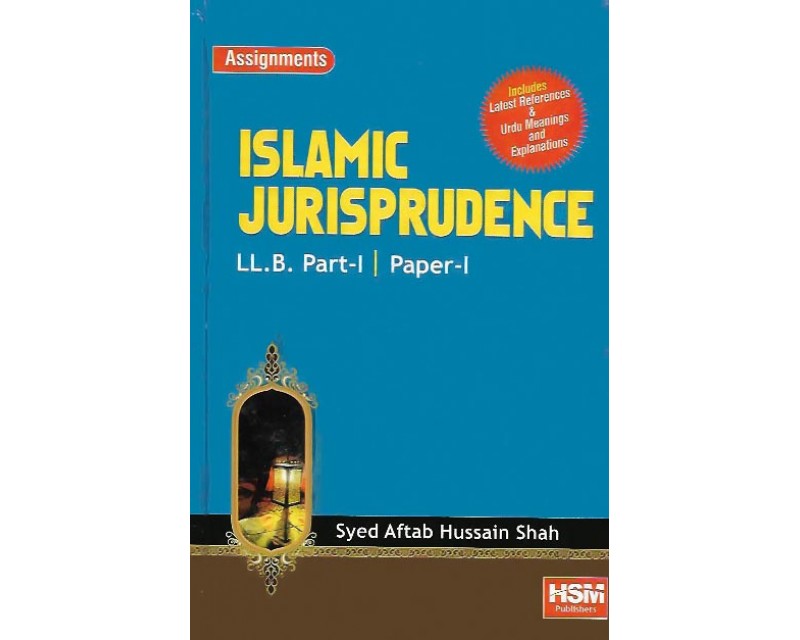 Assignments
Includes
Latest References
&
Urdu Meanings
and
Explanations
ISLAMIC
JURISPRUDENCE
LL.B. Part-I | Paper-I
Syed Aftab Hussain Shah
HSM
Publishers